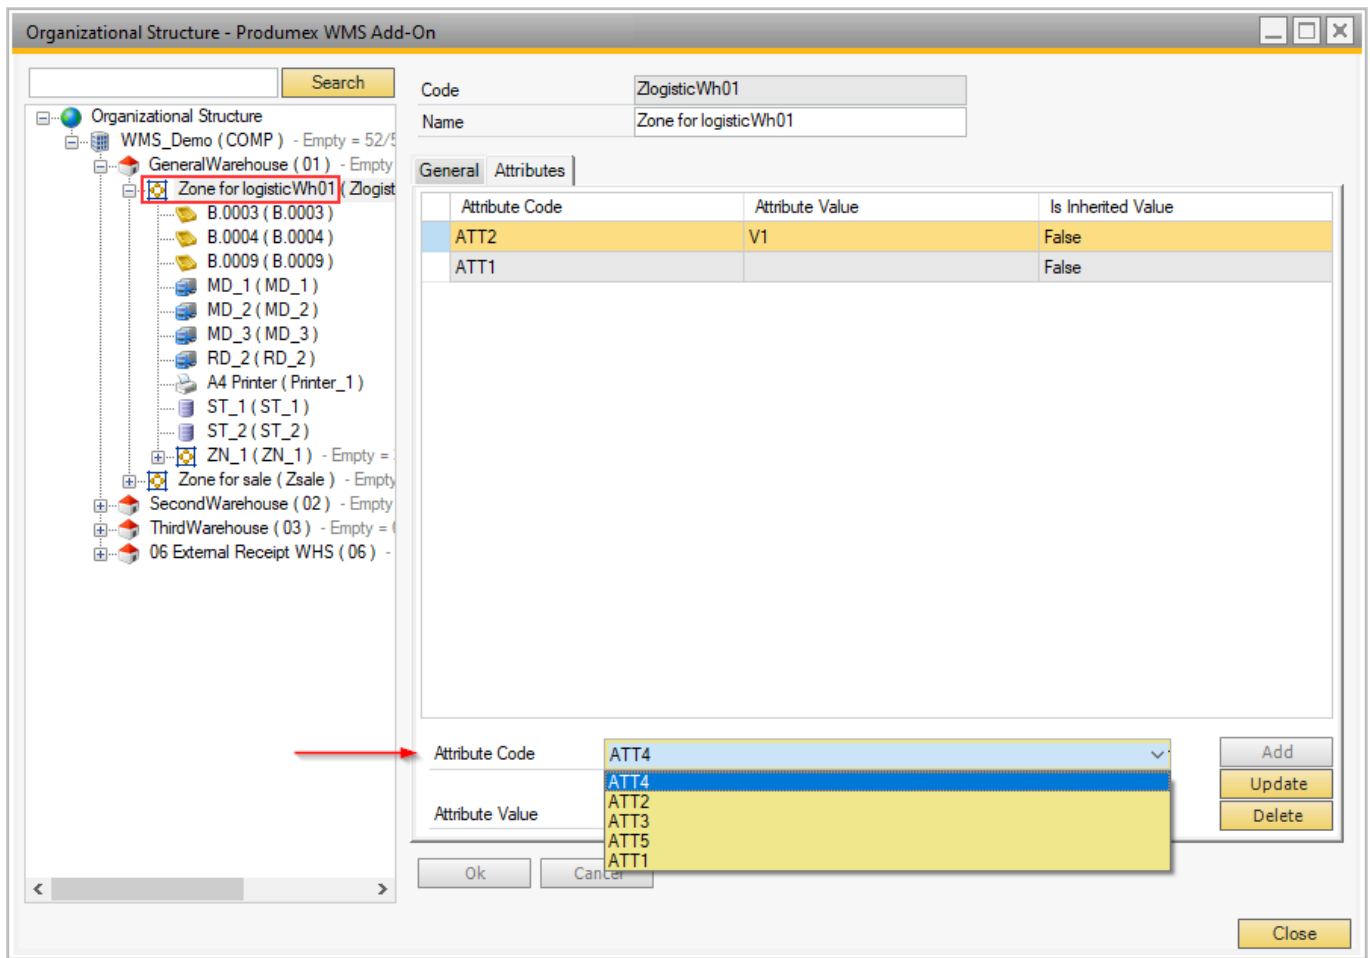 Organizational Structure - Produmex WMS Add-On
Search
Organizational Structure
WMS_Demo ( COMP ) - Empty = 52/5
GeneralWarehouse ( 01 ) - Empty
Zone for logisticWh01 ( Zlogist
B.0003 ( B.0003 )
B.0004 ( B.0004 )
B.0009 ( B.0009 )
MD_1 ( MD_1 )
MD_2 ( MD_2 )
MD_3 ( MD_3 )
RD_2 ( RD_2 )
A4 Printer ( Printer_1 )
ST_1 ( ST_1 )
ST_2 ( ST_2 )
ZN_1 ( ZN_1 ) - Empty =
Zone for sale ( Zsale ) - Empty
SecondWarehouse ( 02 ) - Empty
ThirdWarehouse ( 03 ) - Empty =
06 External Receipt WHS ( 06 ) -
Code ZlogisticWh01
Name Zone for logisticWh01
General Attributes
Attribute Code Attribute Value Is Inherited Value
ATT2 V1 False
ATT1 False
Attribute Code ATT4 Add
ATT4
ATT2
ATT3
ATT5
ATT1
Update
Attribute Value Delete
Ok Cancel
Close